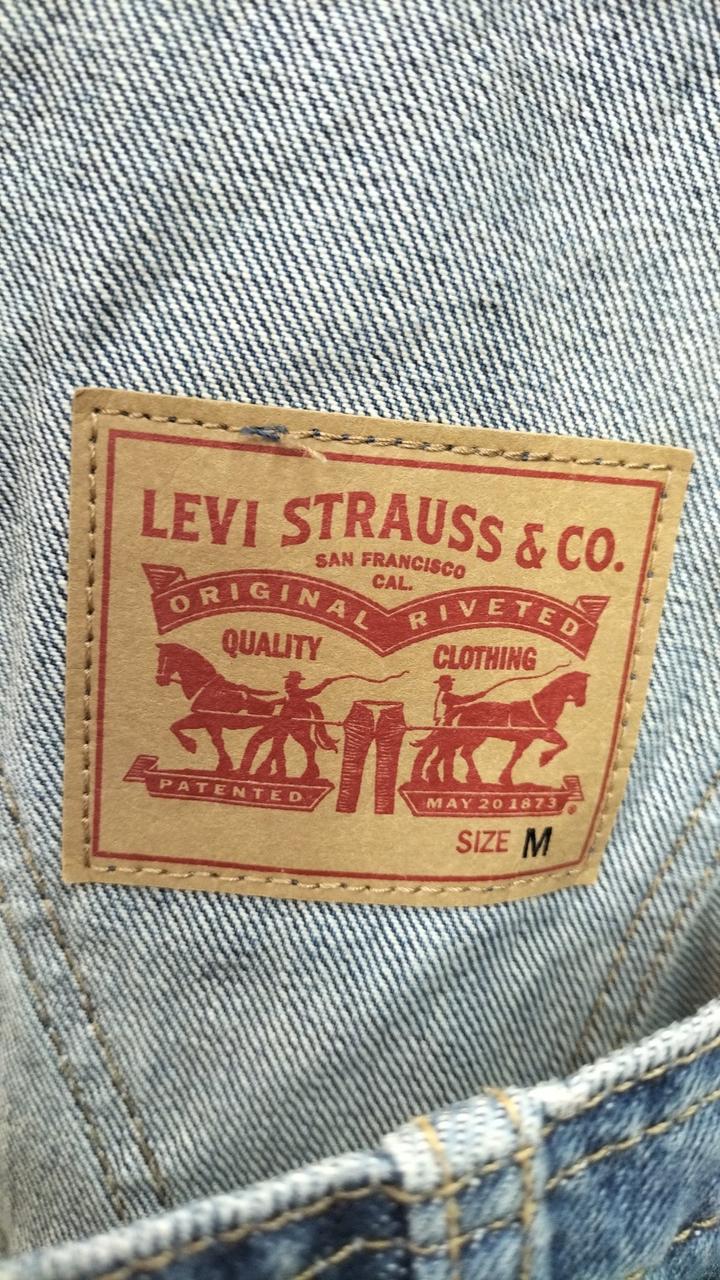 LEVI STRAUSS & CO.
SAN FRANCISCO
CAL.
ORIGINAL RIVETED
QUALITY CLOTHING
PATENTED MAY 20 1873
SIZE M